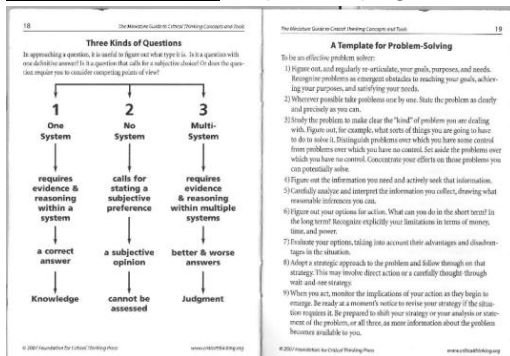 18
The Miniature Guide to Critical Thinking Concepts and Tools
Three Kinds of Questions
In approaching a question, it is useful to figure out what type it is. Is it a question with
one definitive answer? Is it a question that calls for a subjective choice? Or does the ques-
tion require you to consider competing points of view?
1
2
3
One
System
No
System
Multi-
System
requires
evidence &
reasoning
within a
system
calls for
stating a
subjective
preference
requires
evidence
& reasoning
within multiple
systems
a correct
answer
a subjective
opinion
better & worse
answers
Knowledge
cannot be
assessed
Judgment
© 2007 Foundation for Critical Thinking Press
www.criticalthinking.org
The Miniature Guide to Critical Thinking Concepts and Tools
19
A Template for Problem-Solving
To be an effective problem solver:
1) Figure out, and regularly re-articulate, your goals, purposes, and needs.
Recognize problems as emergent obstacles to reaching your goals, achiev-
ing your purposes, and satisfying your needs.
2) Wherever possible take problems one by one. State the problem as clearly
and precisely as you can.
3) Study the problem to make clear the "kind" of problem you are dealing
with. Figure out, for example, what sorts of things you are going to have
to do to solve it. Distinguish problems over which you have some control
from problems over which you have no control. Set aside the problems over
which you have no control. Concentrate your efforts on those problems you
can potentially solve.
4) Figure out the information you need and actively seek that information.
5) Carefully analyze and interpret the information you collect, drawing what
reasonable inferences you can.
6) Figure out your options for action. What can you do in the short term? In
the long term? Recognize explicitly your limitations in terms of money,
time, and power.
7) Evaluate your options, taking into account their advantages and disadvan-
tages in the situation.
8) Adopt a strategic approach to the problem and follow through on that
strategy. This may involve direct action or a carefully thought-through
wait-and-see strategy.
9) When you act, monitor the implications of your action as they begin to
emerge. Be ready at a moment's notice to revise your strategy if the situa-
tion requires it. Be prepared to shift your strategy or your analysis or state-
ment of the problem, or all three, as more information about the problem
becomes available to you.
© 2007 Foundation for Critical Thinking Press
www.criticalthinking.org